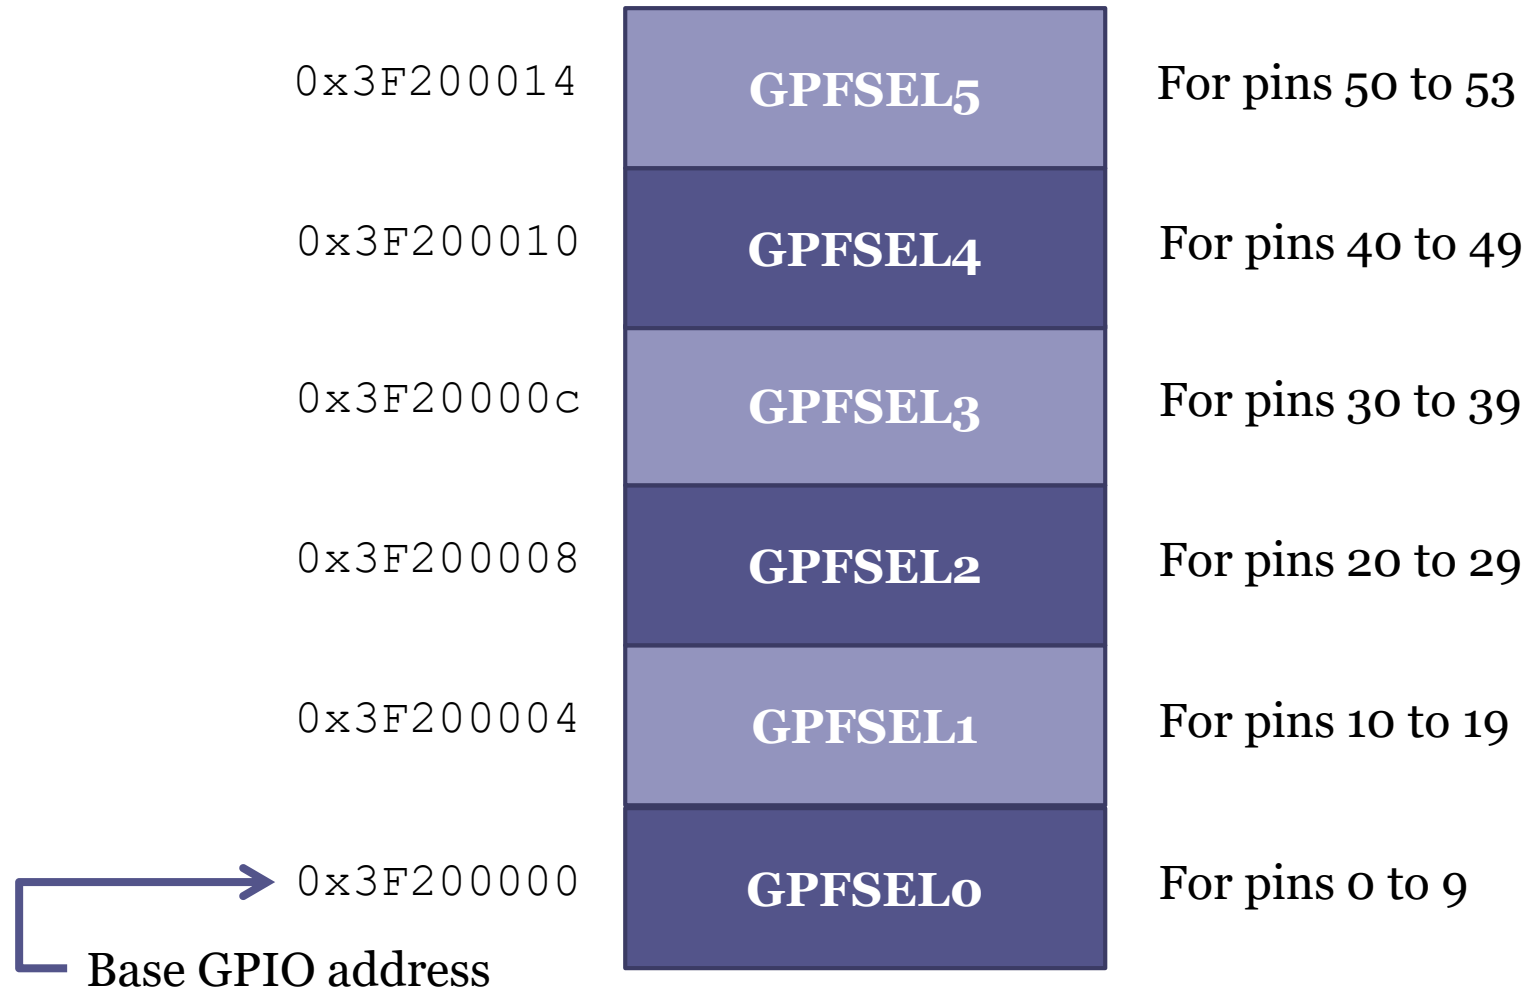 0x3F200014 GPFSEL5 For pins 50 to 53
0x3F200010 GPFSEL4 For pins 40 to 49
0x3F20000c GPFSEL3 For pins 30 to 39
0x3F200008 GPFSEL2 For pins 20 to 29
0x3F200004 GPFSEL1 For pins 10 to 19
0x3F200000 GPFSEL0 For pins 0 to 9
Base GPIO address